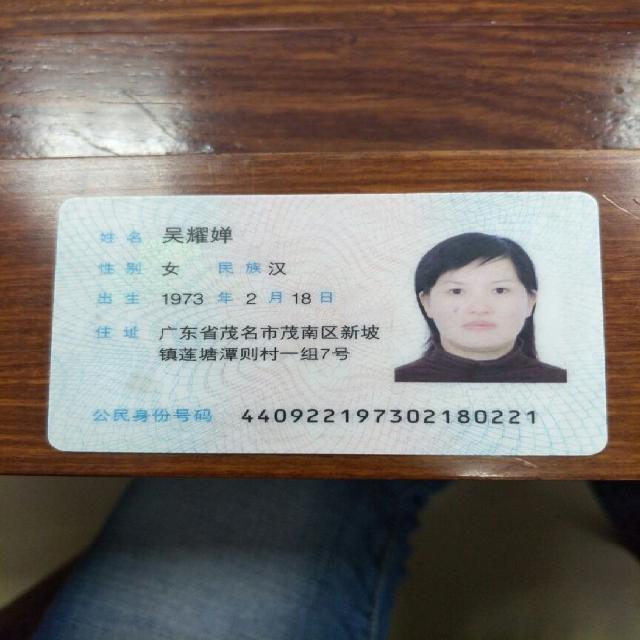 姓名 吴耀婵
性别 女 民族 汉
出生 1973 年 2 月 18 日
住址 广东省茂名市茂南区新坡
镇莲塘潭则村一组7号
公民身份号码 440922197302180221